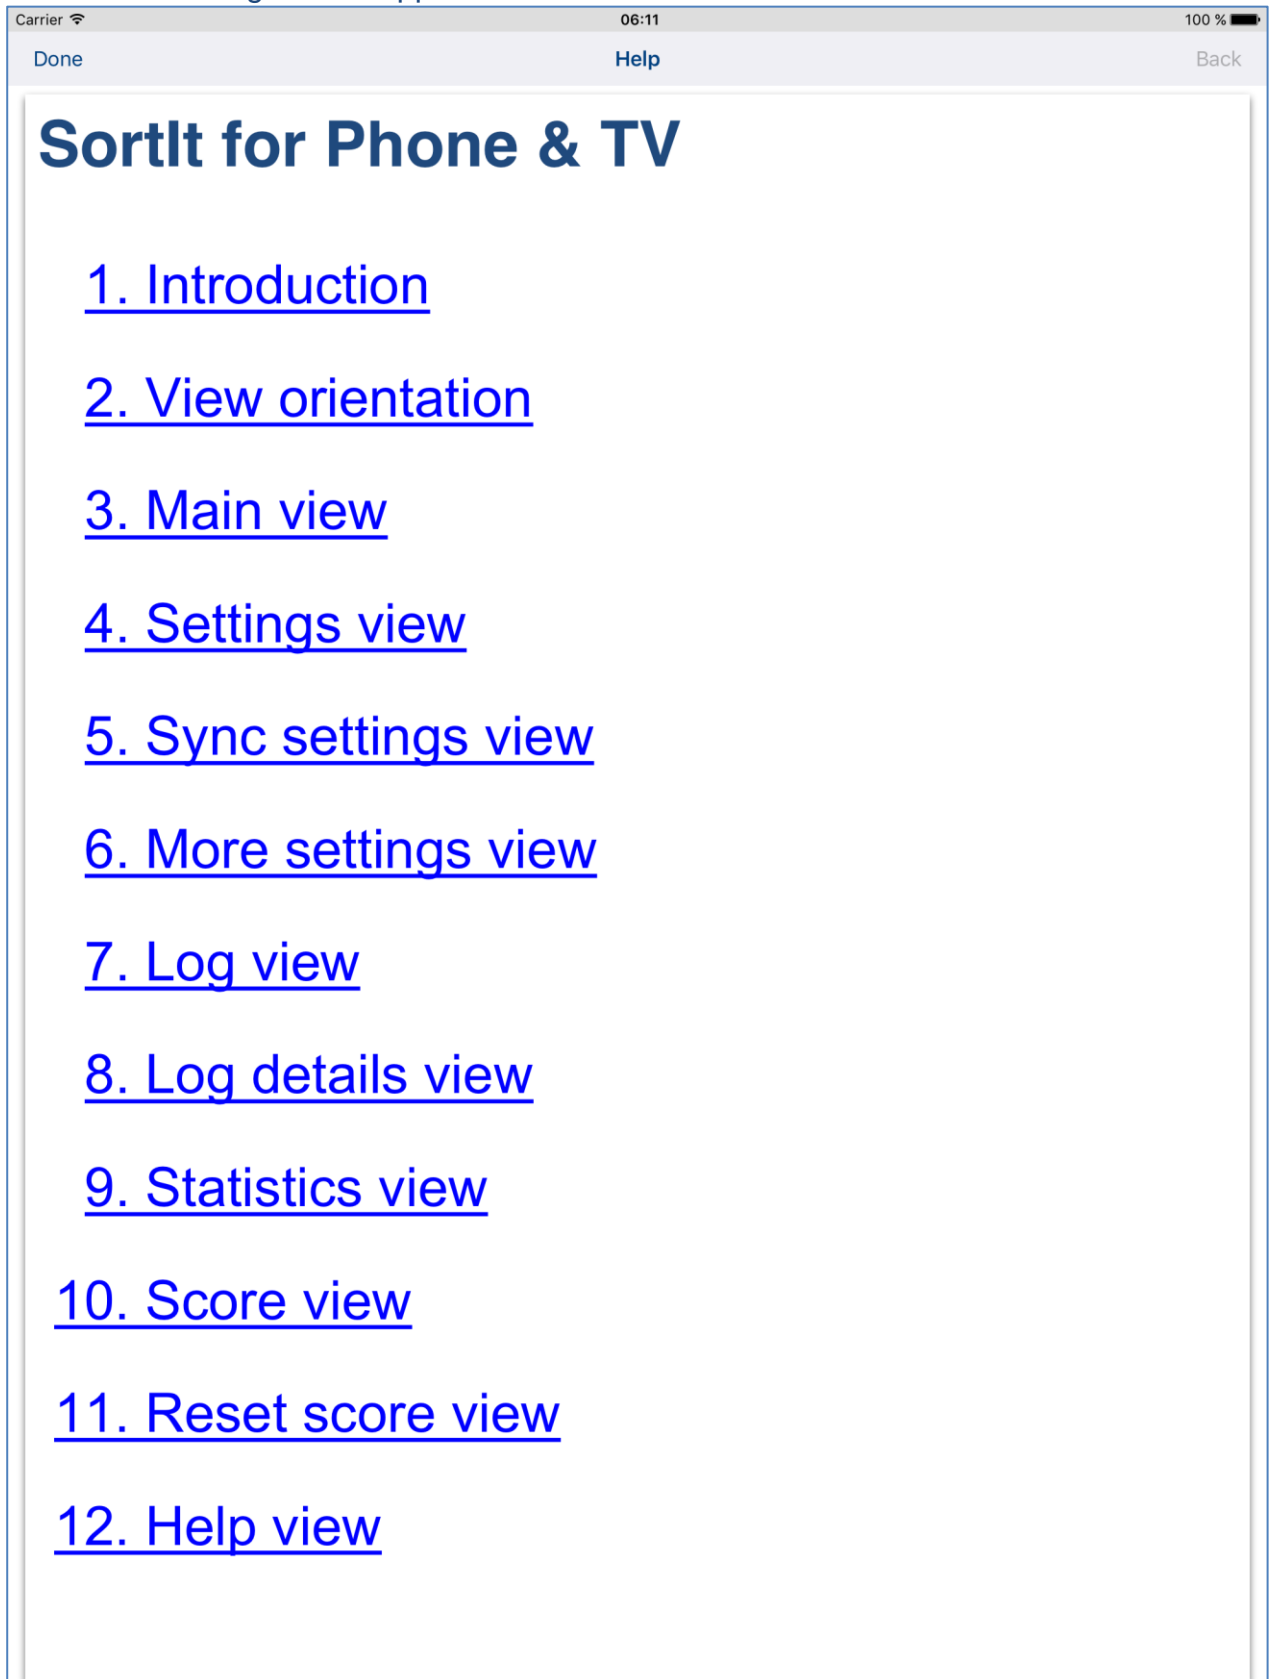 Carrier 06:11 100 %
Done Help Back
SortIt for Phone & TV
1. Introduction
2. View orientation
3. Main view
4. Settings view
5. Sync settings view
6. More settings view
7. Log view
8. Log details view
9. Statistics view
10. Score view
11. Reset score view
12. Help view